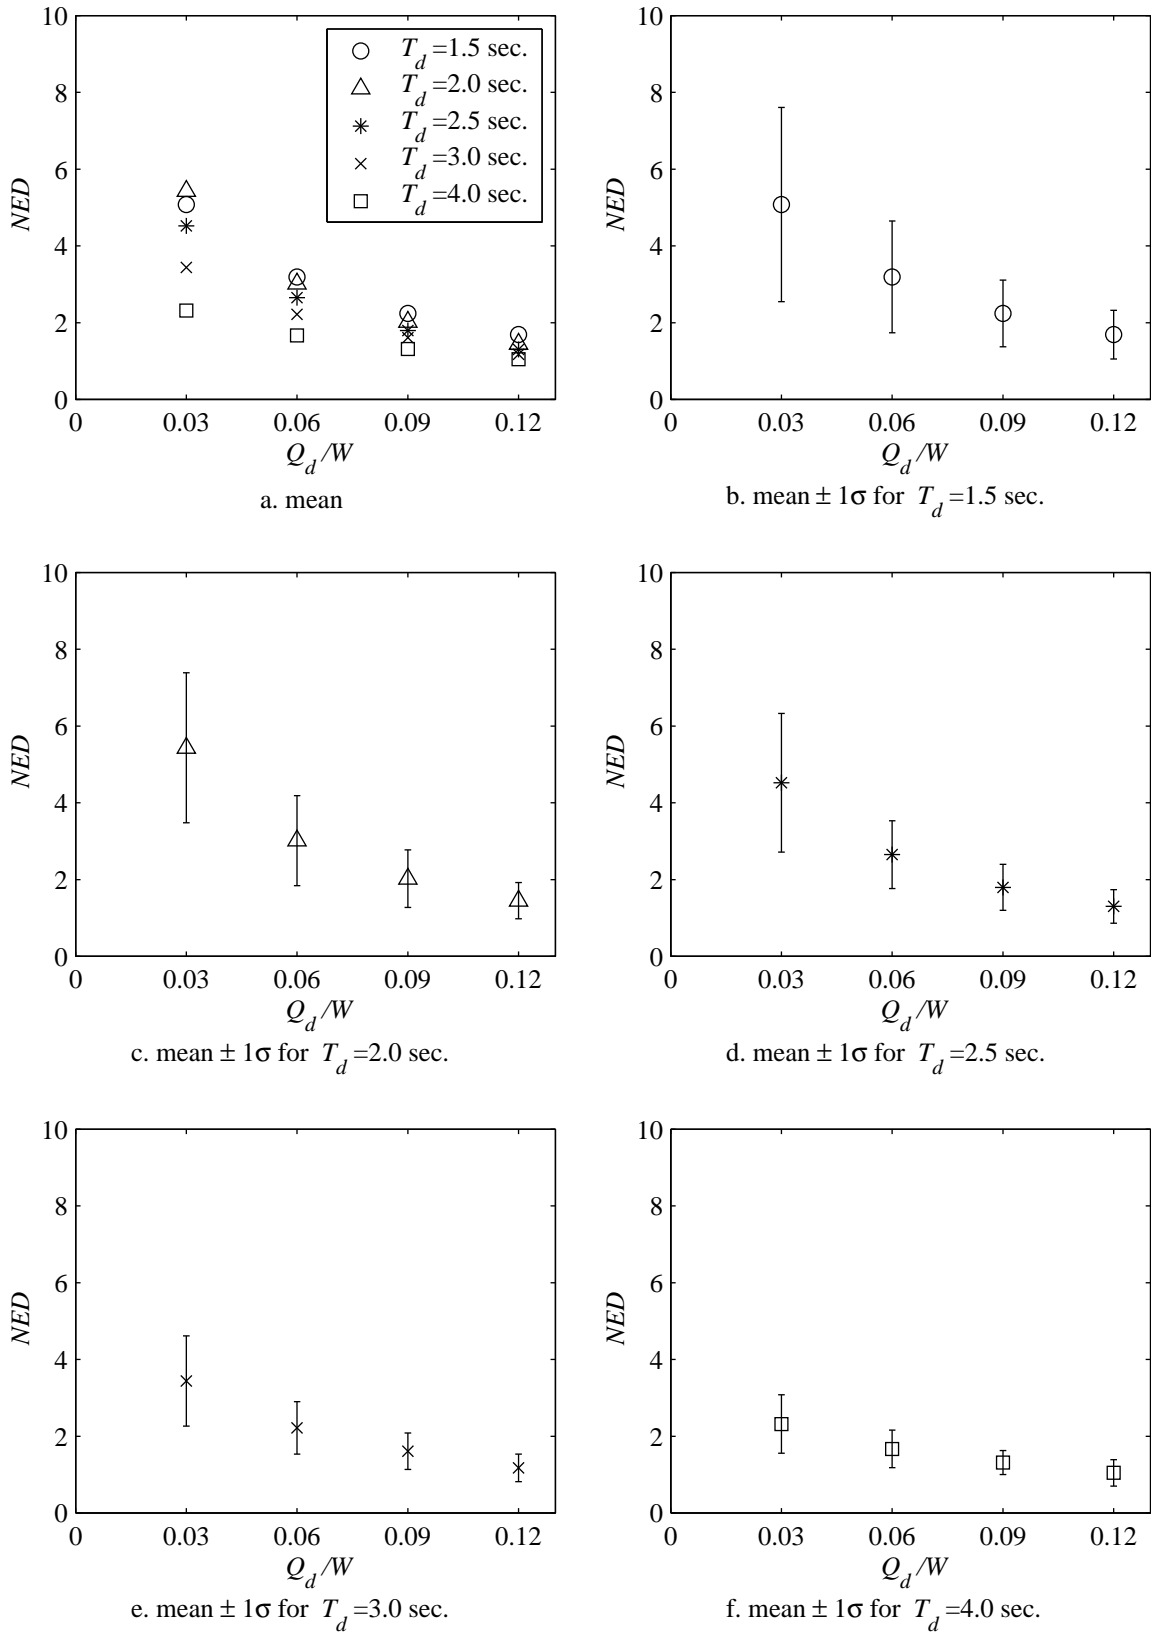 10
8
6
4
2
0
NED
T_d=1.5 sec.
T_d=2.0 sec.
T_d=2.5 sec.
T_d=3.0 sec.
T_d=4.0 sec.
0 0.03 0.06 0.09 0.12
Q_d/W
a. mean
10
8
6
4
2
0
NED
0 0.03 0.06 0.09 0.12
Q_d/W
b. mean ± 1σ for T_d=1.5 sec.
10
8
6
4
2
0
NED
0 0.03 0.06 0.09 0.12
Q_d/W
c. mean ± 1σ for T_d=2.0 sec.
10
8
6
4
2
0
NED
0 0.03 0.06 0.09 0.12
Q_d/W
d. mean ± 1σ for T_d=2.5 sec.
10
8
6
4
2
0
NED
0 0.03 0.06 0.09 0.12
Q_d/W
e. mean ± 1σ for T_d=3.0 sec.
10
8
6
4
2
0
NED
0 0.03 0.06 0.09 0.12
Q_d/W
f. mean ± 1σ for T_d=4.0 sec.